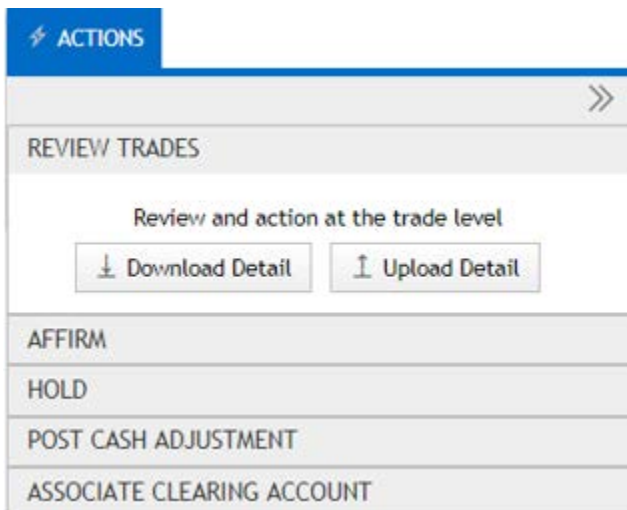 ACTIONS
REVIEW TRADES
Review and action at the trade level
Download Detail Upload Detail
AFFIRM
HOLD
POST CASH ADJUSTMENT
ASSOCIATE CLEARING ACCOUNT